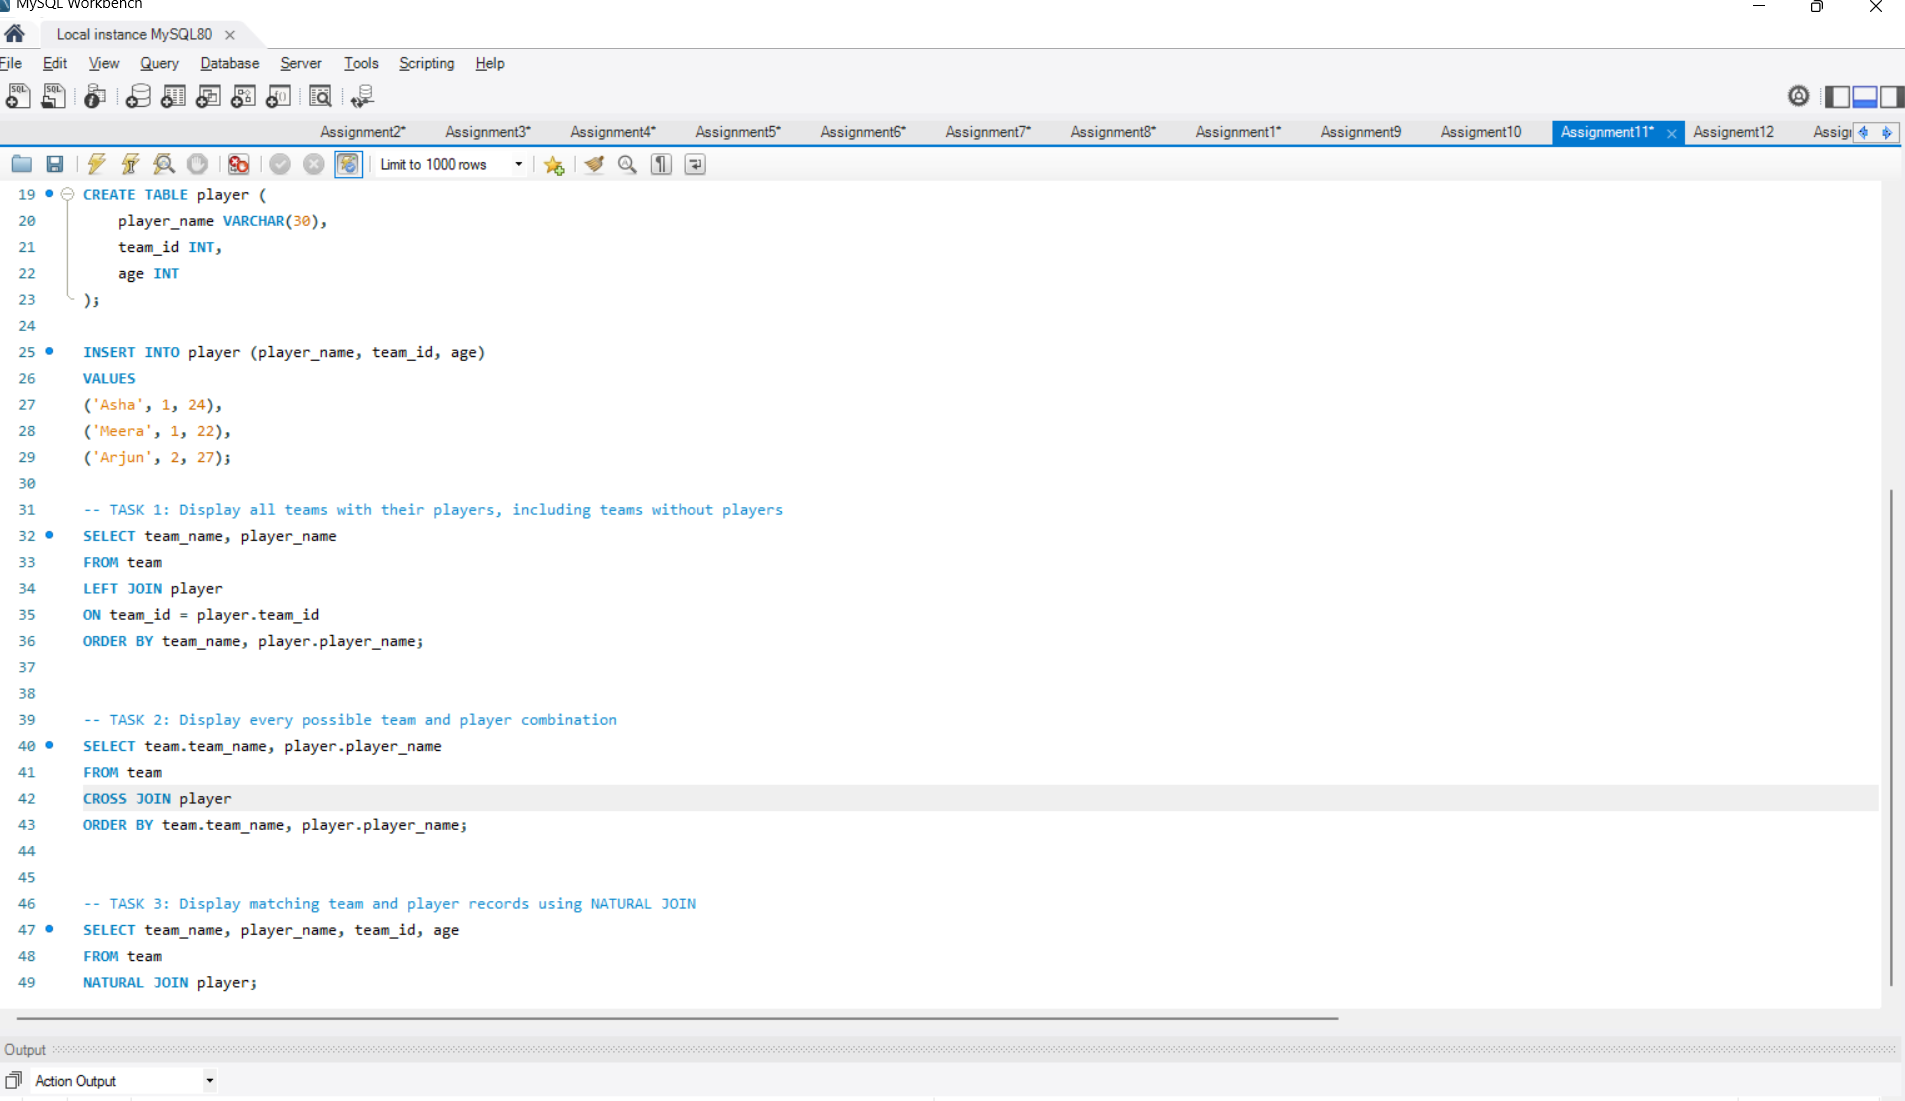 MySQL Workbench
Local instance MySQL80
File Edit View Query Database Server Tools Scripting Help
Assignment2* Assignment3* Assignment4* Assignment5* Assignment6* Assignment7* Assignment8* Assignment1* Assignment9 Assigment10 Assignment11* Assignemt12 Assig
Limit to 1000 rows
19 CREATE TABLE player (
20 player_name VARCHAR(30),
21 team_id INT,
22 age INT
23 );
24
25 INSERT INTO player (player_name, team_id, age)
26 VALUES
27 ('Asha', 1, 24),
28 ('Meera', 1, 22),
29 ('Arjun', 2, 27);
30
31 -- TASK 1: Display all teams with their players, including teams without players
32 SELECT team_name, player_name
33 FROM team
34 LEFT JOIN player
35 ON team_id = player.team_id
36 ORDER BY team_name, player.player_name;
37
38
39 -- TASK 2: Display every possible team and player combination
40 SELECT team.team_name, player.player_name
41 FROM team
42 CROSS JOIN player
43 ORDER BY team.team_name, player.player_name;
44
45
46 -- TASK 3: Display matching team and player records using NATURAL JOIN
47 SELECT team_name, player_name, team_id, age
48 FROM team
49 NATURAL JOIN player;
Output
Action Output